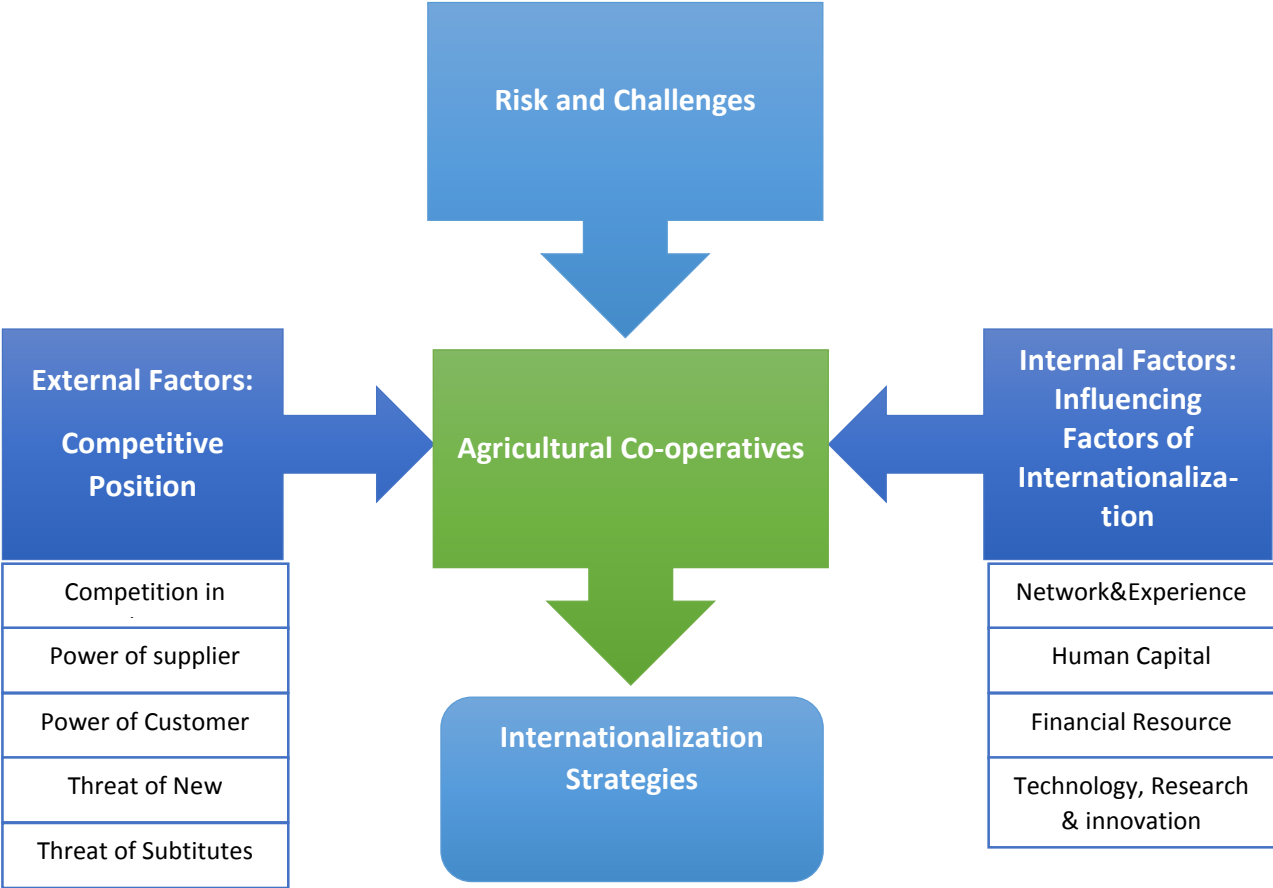 Risk and Challenges
External Factors:
Competitive
Position
Agricultural Co-operatives
Internal Factors:
Influencing
Factors of
Internationaliza-
tion
Competition in
Power of supplier
Power of Customer
Threat of New
Threat of Subtitutes
Network&Experience
Human Capital
Financial Resource
Technology, Research
& innovation
Internationalization
Strategies